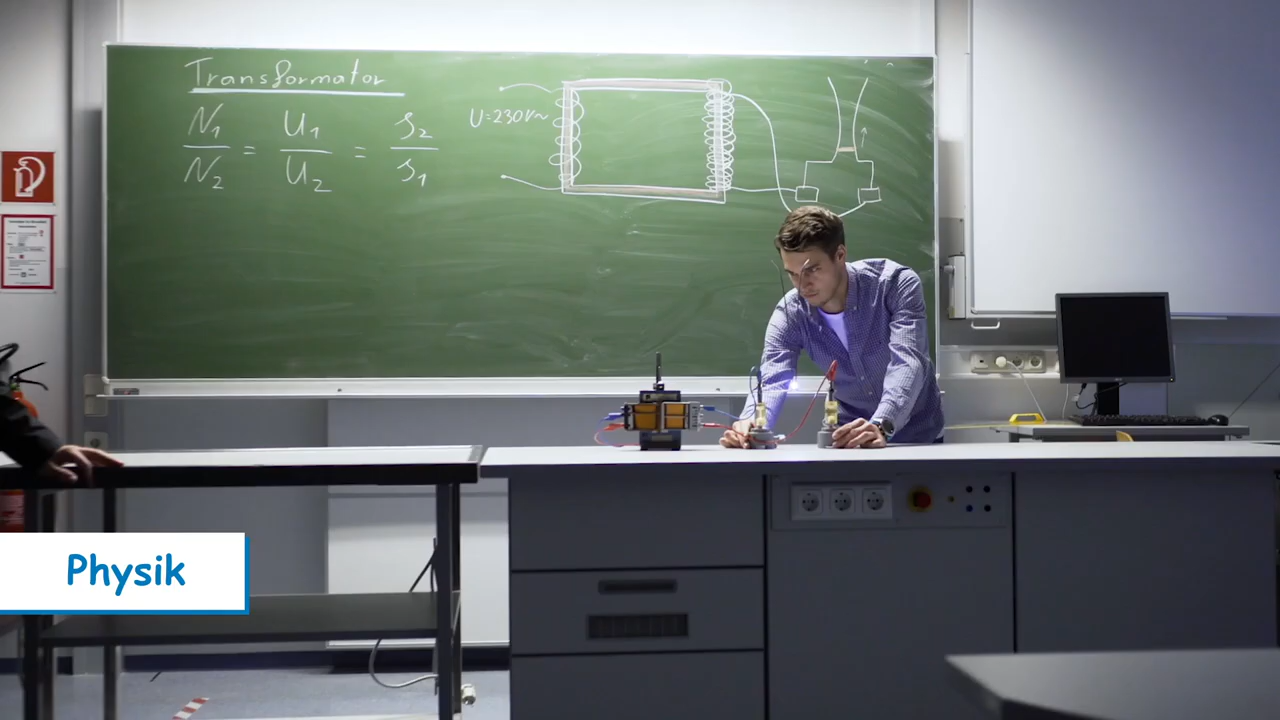 Transformator
N₁/N₂ = U₁/U₂ = I₂/I₁
U=230V~
Physik